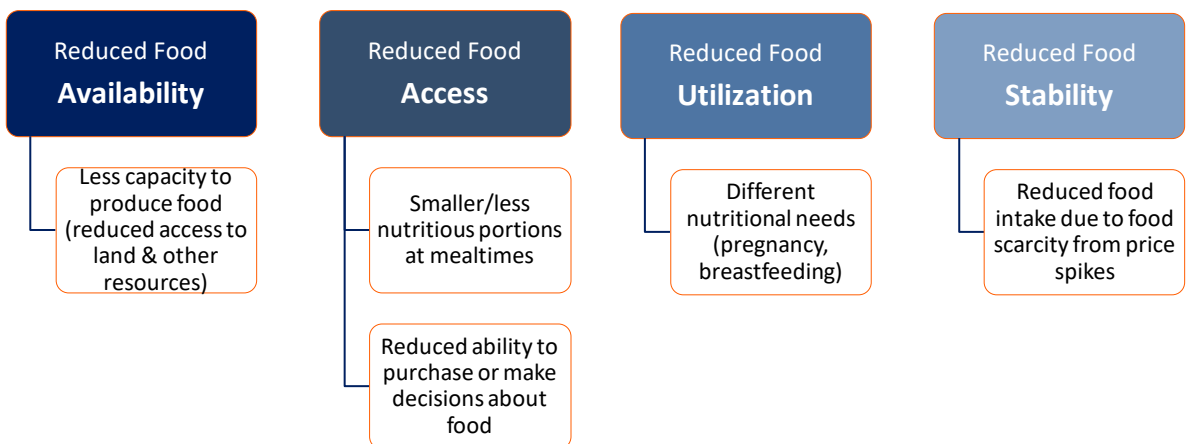 Reduced Food
Availability
Less capacity to
produce food
(reduced access to
land & other
resources)
Reduced Food
Access
Smaller/less
nutritious portions
at mealtimes
Reduced ability to
purchase or make
decisions about
food
Reduced Food
Utilization
Different
nutritional needs
(pregnancy,
breastfeeding)
Reduced Food
Stability
Reduced food
intake due to food
scarcity from price
spikes